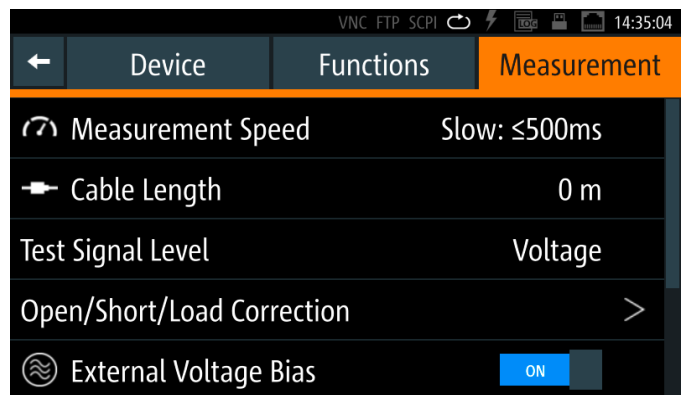 VNC FTP SCPI LOG 14:35:04
Device Functions Measurement
Measurement Speed Slow: ≤500ms
Cable Length 0 m
Test Signal Level Voltage
Open/Short/Load Correction >
External Voltage Bias ON